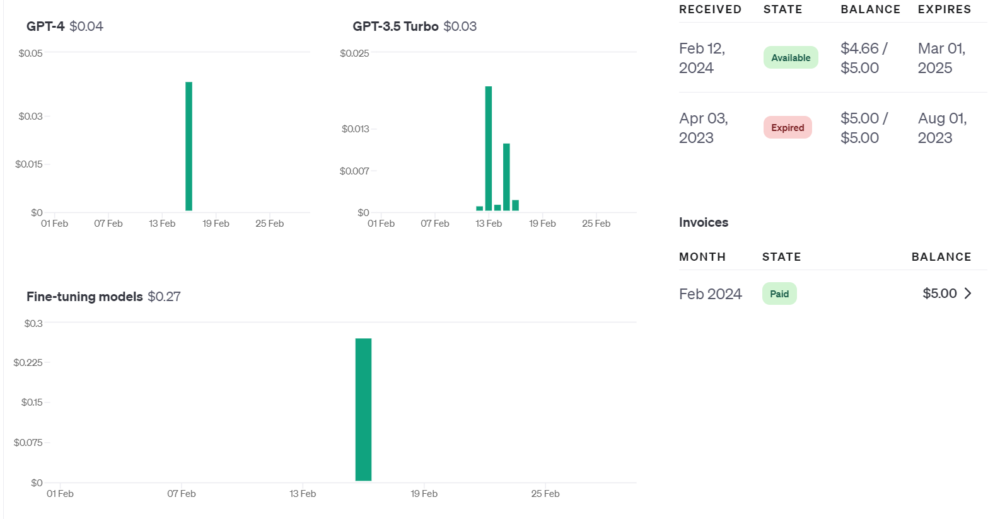 GPT-4 $0.04
$0.05
$0.03
$0.015
$0
01 Feb 07 Feb 13 Feb 19 Feb 25 Feb
GPT-3.5 Turbo $0.03
$0.025
$0.013
$0.007
$0
01 Feb 07 Feb 13 Feb 19 Feb 25 Feb
Fine-tuning models $0.27
$0.3
$0.225
$0.15
$0.075
$0
01 Feb 07 Feb 13 Feb 19 Feb 25 Feb
RECEIVED STATE BALANCE EXPIRES
Feb 12, 2024 Available $4.66 / $5.00 Mar 01, 2025
Apr 03, 2023 Expired $5.00 / $5.00 Aug 01, 2023
Invoices
MONTH STATE BALANCE
Feb 2024 Paid $5.00